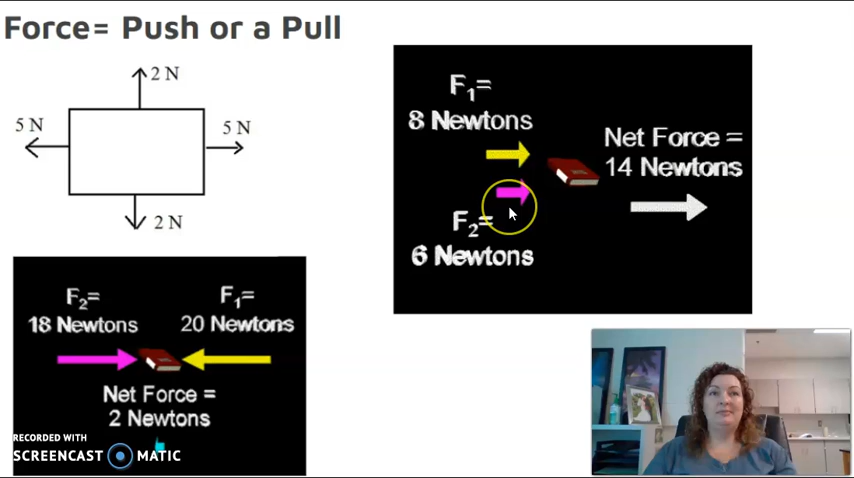 Force= Push or a Pull
2 N
5 N
5 N
2 N
F₁=
8 Newtons
Net Force =
14 Newtons
F₂=
6 Newtons
F₂=
18 Newtons
F₁=
20 Newtons
Net Force =
2 Newtons
RECORDED WITH
SCREENCAST MATIC